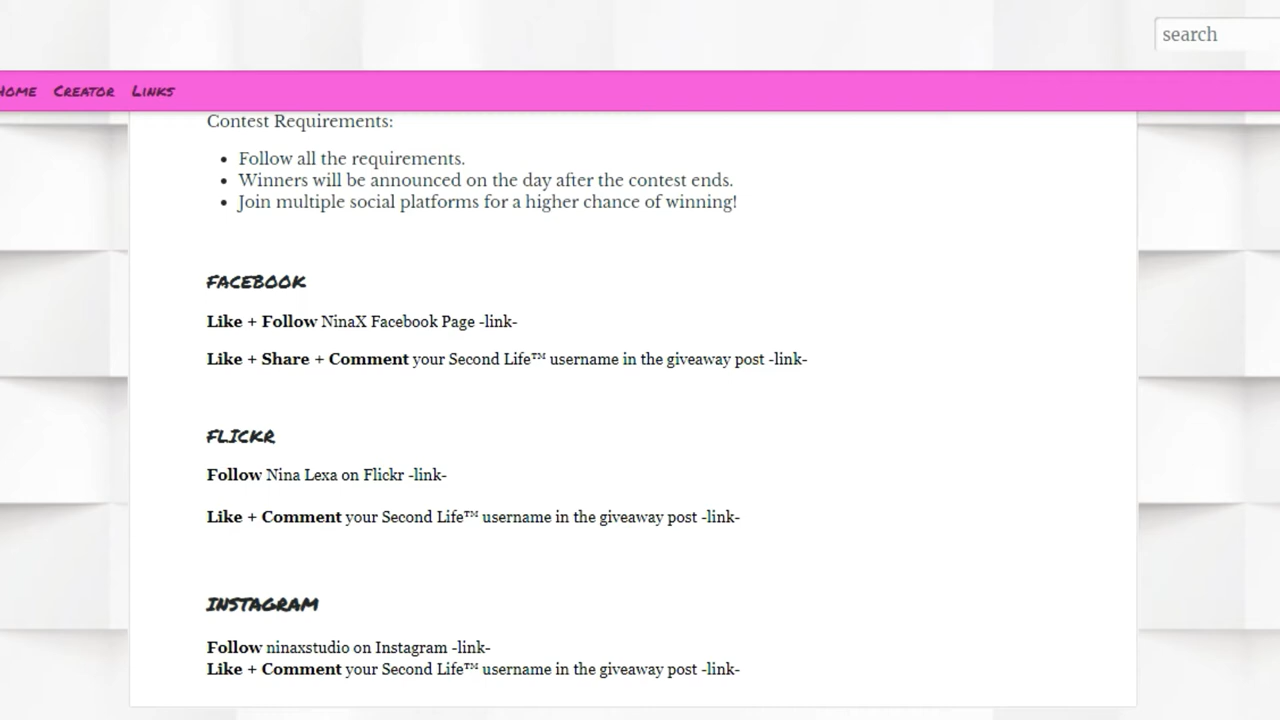 search
Home Creator Links
Contest Requirements:
• Follow all the requirements.
• Winners will be announced on the day after the contest ends.
• Join multiple social platforms for a higher chance of winning!
FACEBOOK
Like + Follow NinaX Facebook Page -link-
Like + Share + Comment your Second Life™ username in the giveaway post -link-
FLICKR
Follow Nina Lexa on Flickr -link-
Like + Comment your Second Life™ username in the giveaway post -link-
INSTAGRAM
Follow ninaxstudio on Instagram -link-
Like + Comment your Second Life™ username in the giveaway post -link-